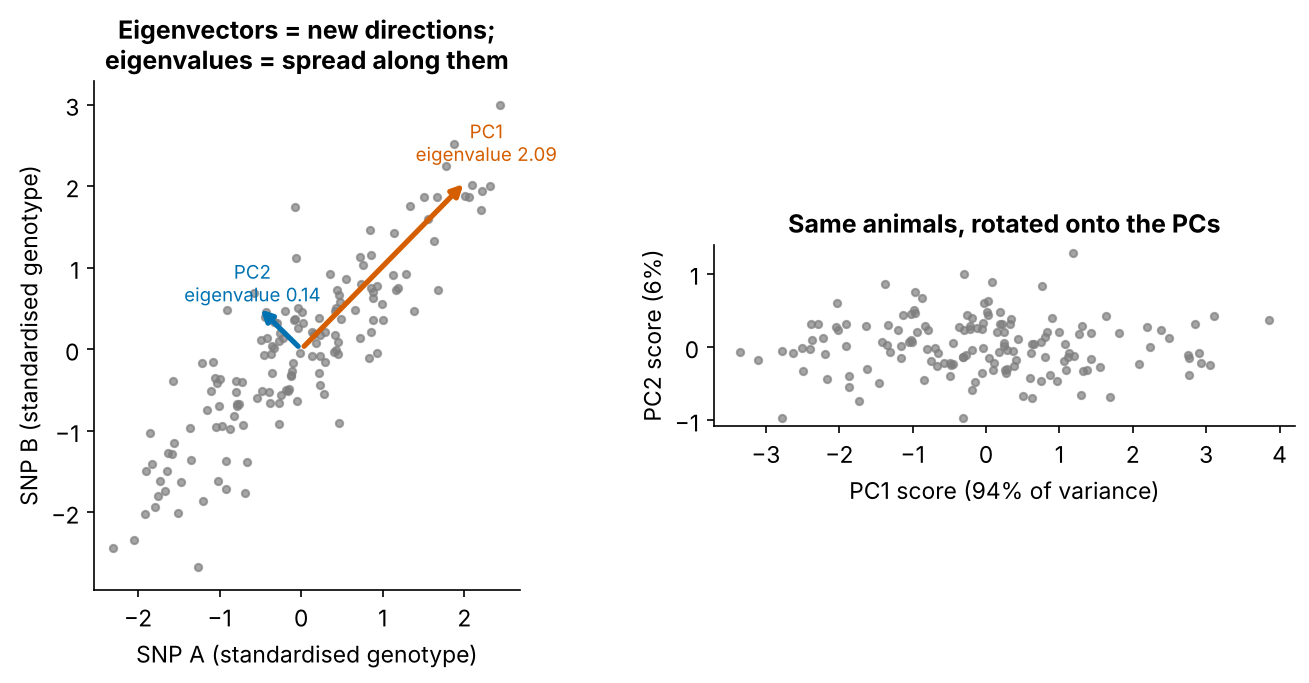 Eigenvectors = new directions;
eigenvalues = spread along them
3
2
1
0
−1
−2
SNP B (standardised genotype)
PC1
eigenvalue 2.09
PC2
eigenvalue 0.14
−2
−1
0
1
2
SNP A (standardised genotype)
Same animals, rotated onto the PCs
1
0
−1
PC2 score (6%)
−3
−2
−1
0
1
2
3
4
PC1 score (94% of variance)